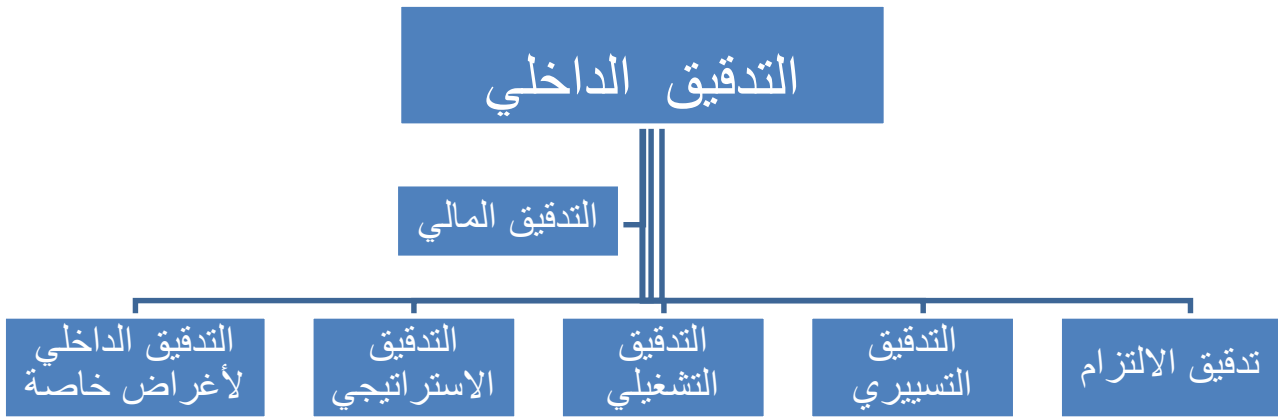 التدقيق الداخلي
التدقيق المالي
تدقيق الالتزام
التدقيق
التسييري
التدقيق
التشغيلي
التدقيق
الاستراتيجي
التدقيق الداخلي
لأغراض خاصة